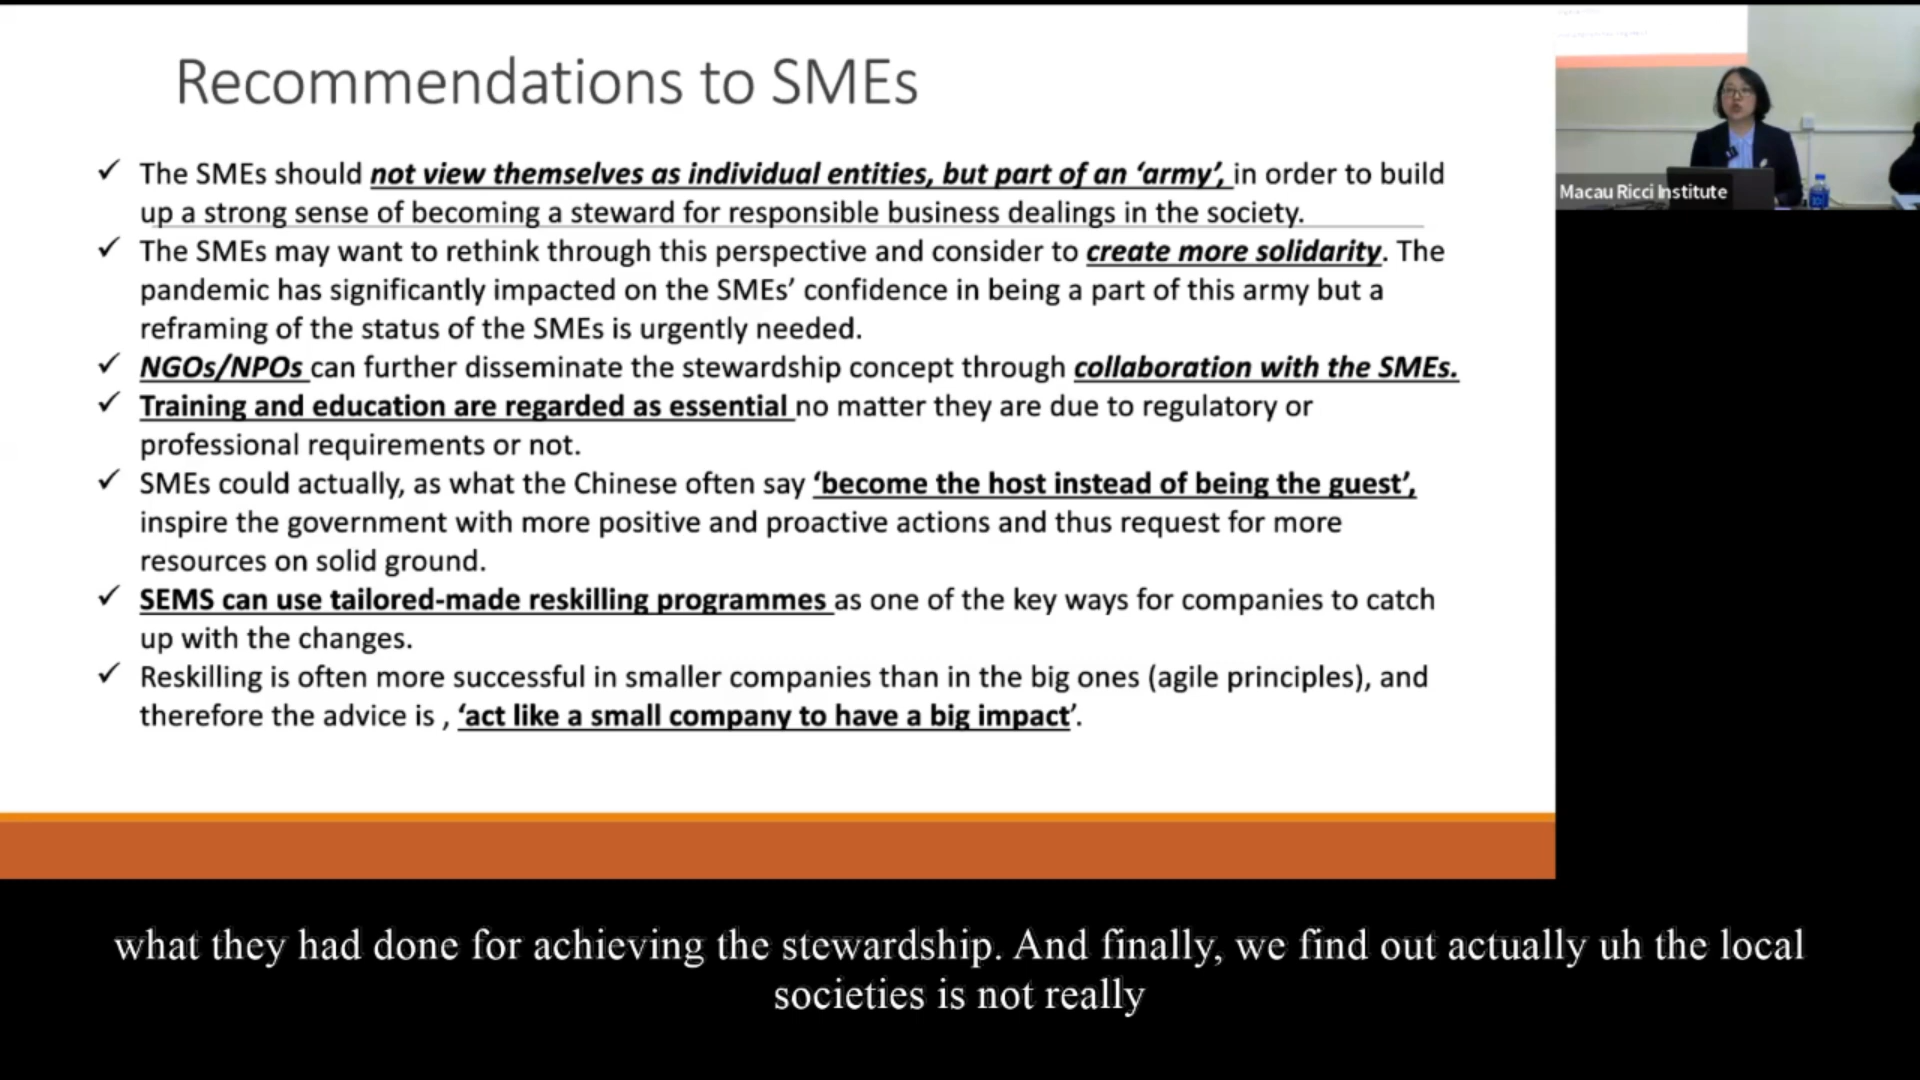 Recommendations to SMEs
✓ The SMEs should not view themselves as individual entities, but part of an ‘army’, in order to build
up a strong sense of becoming a steward for responsible business dealings in the society.
✓ The SMEs may want to rethink through this perspective and consider to create more solidarity. The
pandemic has significantly impacted on the SMEs’ confidence in being a part of this army but a
reframing of the status of the SMEs is urgently needed.
✓ NGOs/NPOs can further disseminate the stewardship concept through collaboration with the SMEs.
✓ Training and education are regarded as essential no matter they are due to regulatory or
professional requirements or not.
✓ SMEs could actually, as what the Chinese often say ‘become the host instead of being the guest’,
inspire the government with more positive and proactive actions and thus request for more
resources on solid ground.
✓ SEMS can use tailored-made reskilling programmes as one of the key ways for companies to catch
up with the changes.
✓ Reskilling is often more successful in smaller companies than in the big ones (agile principles), and
therefore the advice is , ‘act like a small company to have a big impact’.
Macau Ricci Institute
what they had done for achieving the stewardship. And finally, we find out actually uh the local
societies is not really